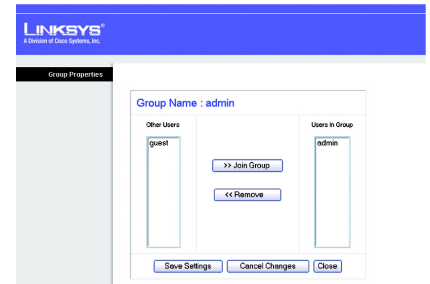 LINKSYS®
A Division of Cisco Systems, Inc.
Group Properties
Group Name : admin
Other Users
Users In Group
guest
admin
>> Join Group
<< Remove
Save Settings
Cancel Changes
Close